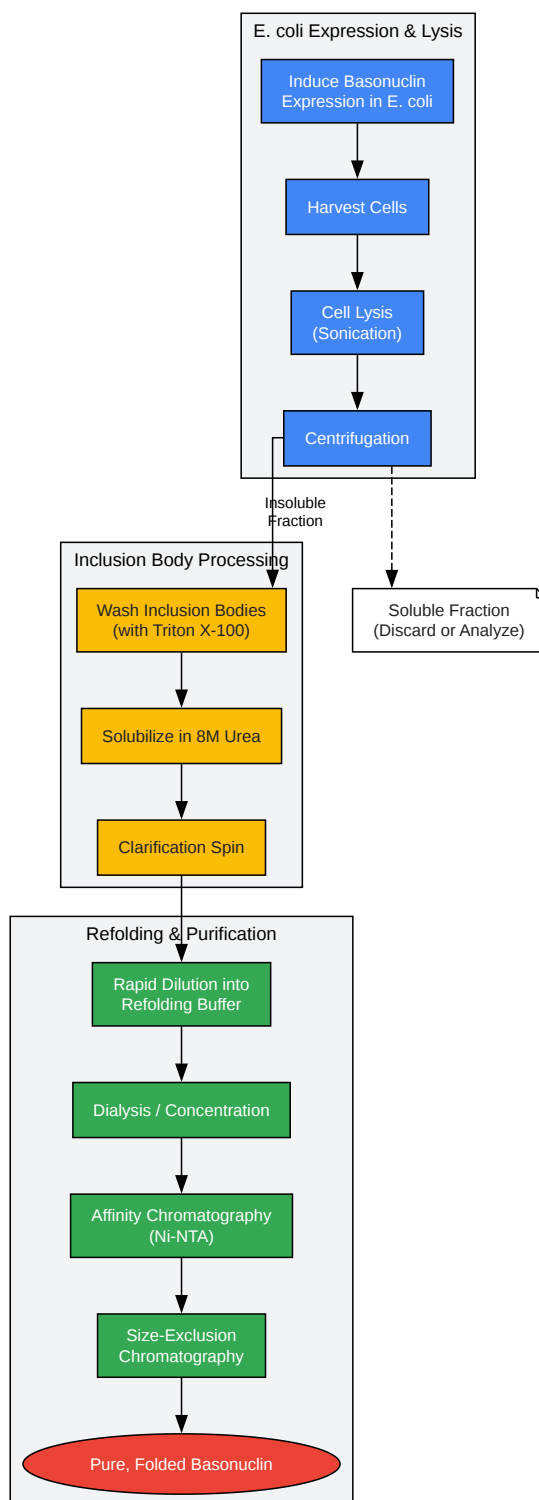 E. coli Expression & Lysis
Induce Basonuclin
Expression in E. coli
Harvest Cells
Cell Lysis
(Sonication)
Centrifugation
Insoluble
Fraction
Inclusion Body Processing
Wash Inclusion Bodies
(with Triton X-100)
Soluble Fraction
(Discard or Analyze)
Solubilize in 8M Urea
Clarification Spin
Refolding & Purification
Rapid Dilution into
Refolding Buffer
Dialysis / Concentration
Affinity Chromatography
(Ni-NTA)
Size-Exclusion
Chromatography
Pure, Folded Basonuclin